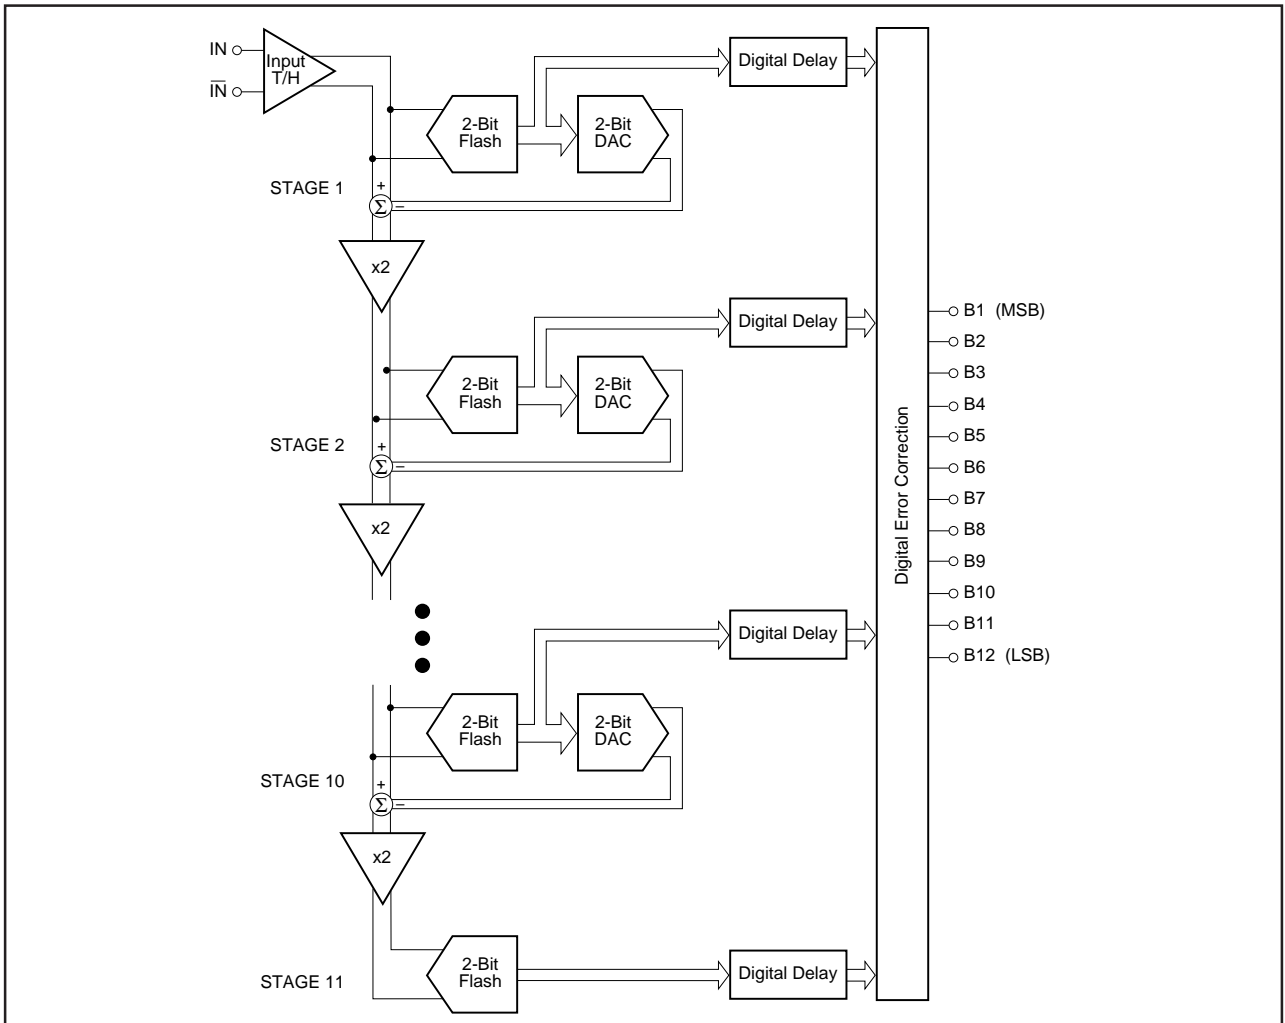 IN
I̅N̅
Input
T/H
Digital Delay
2-Bit
Flash
2-Bit
DAC
STAGE 1
+
Σ
–
x2
Digital Delay
2-Bit
Flash
2-Bit
DAC
STAGE 2
+
Σ
–
x2
Digital Delay
2-Bit
Flash
2-Bit
DAC
STAGE 10
+
Σ
–
x2
2-Bit
Flash
Digital Delay
STAGE 11
Digital Error Correction
B1 (MSB)
B2
B3
B4
B5
B6
B7
B8
B9
B10
B11
B12 (LSB)